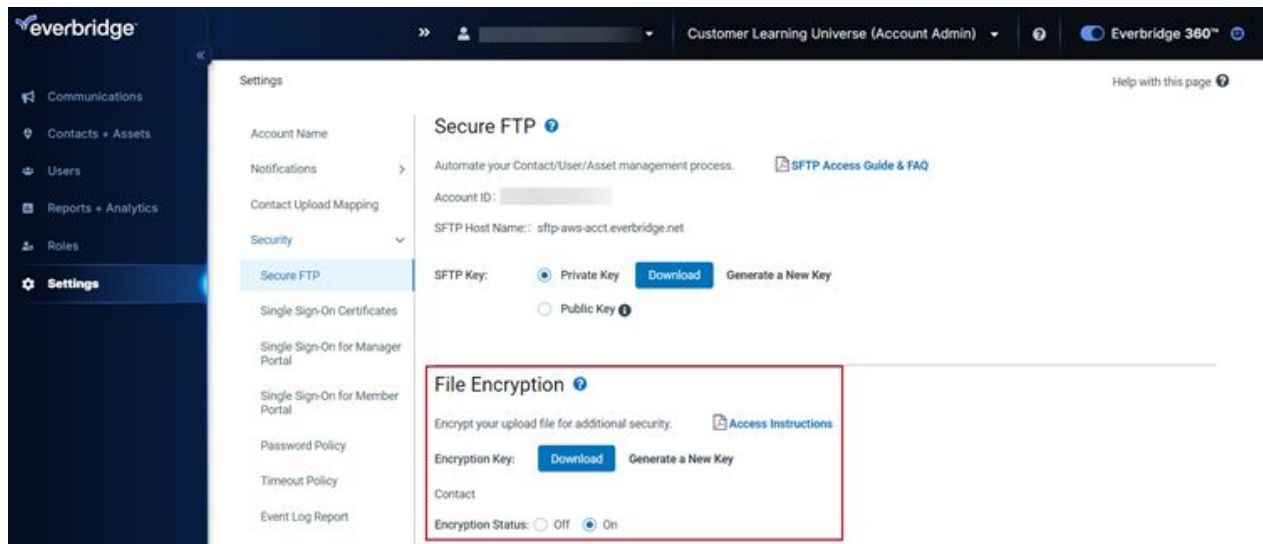 everbridge
Customer Learning Universe (Account Admin)
Everbridge 360™
Communications
Contacts + Assets
Users
Reports + Analytics
Roles
Settings
Settings
Help with this page
Account Name
Notifications
Contact Upload Mapping
Security
Secure FTP
Single Sign-On Certificates
Single Sign-On for Manager
Portal
Single Sign-On for Member
Portal
Password Policy
Timeout Policy
Event Log Report
Secure FTP
Automate your Contact/User/Asset management process.
SFTP Access Guide & FAQ
Account ID:
SFTP Host Name:: sftp-aws-acct.everbridge.net
SFTP Key: Private Key Download Generate a New Key
Public Key
File Encryption
Encrypt your upload file for additional security.
Access Instructions
Encryption Key: Download Generate a New Key
Contact
Encryption Status: Off On